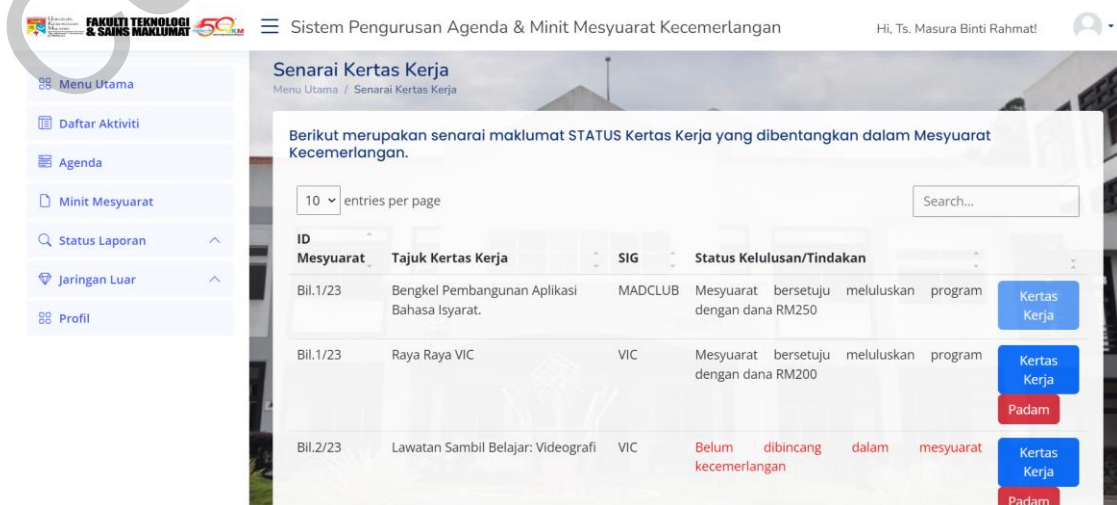 FAKULTI TEKNOLOGI
& SAINS MAKLUMAT
Sistem Pengurusan Agenda & Minit Mesyuarat Kecemerlangan
Hi, Ts. Masura Binti Rahmat!
Menu Utama
Daftar Aktiviti
Agenda
Minit Mesyuarat
Status Laporan
Jaringan Luar
Profil
Senarai Kertas Kerja
Menu Utama / Senarai Kertas Kerja
Berikut merupakan senarai maklumat STATUS Kertas Kerja yang dibentangkan dalam Mesyuarat
Kecemerlangan.
10 entries per page
Search...
ID
Mesyuarat Tajuk Kertas Kerja SIG Status Kelulusan/Tindakan
Bil.1/23 Bengkel Pembangunan Aplikasi MADCLUB Mesyuarat bersetuju meluluskan program Kertas
Bahasa Isyarat. dengan dana RM250 Kerja
Bil.1/23 Raya Raya VIC VIC Mesyuarat bersetuju meluluskan program Kertas
dengan dana RM200 Kerja
Padam
Bil.2/23 Lawatan Sambil Belajar: Videografi VIC Belum dibincang dalam mesyuarat Kertas
kecemerlangan Kerja
Padam